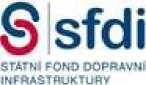 sfdi
STÁTNÍ FOND DOPRAVNÍ
INFRASTRUKTURY